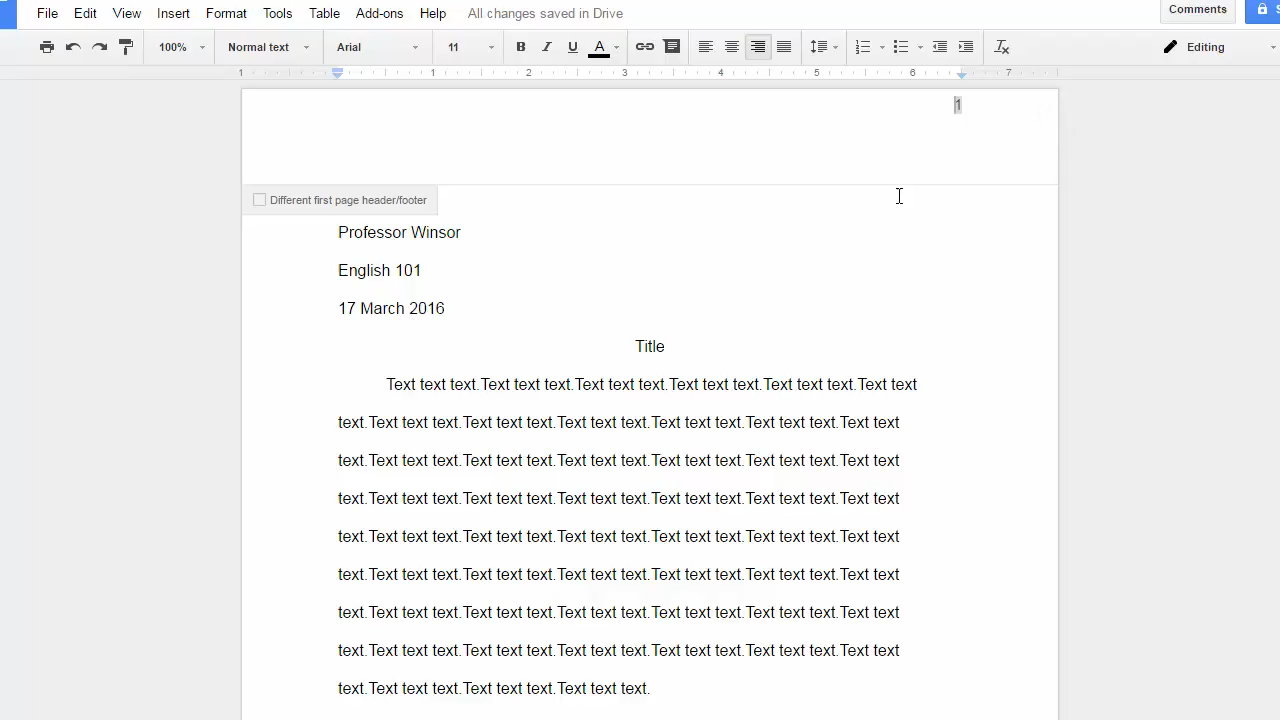 File Edit View Insert Format Tools Table Add-ons Help All changes saved in Drive
Comments
100% Normal text Arial 11 B I U A Editing
1 1 2 3 4 5 6 7
1
Different first page header/footer
Professor Winsor
English 101
17 March 2016
Title
Text text text.Text text text.Text text text.Text text text.Text text text.Text text
text.Text text text.Text text text.Text text text.Text text text.Text text text.Text text
text.Text text text.Text text text.Text text text.Text text text.Text text text.Text text
text.Text text text.Text text text.Text text text.Text text text.Text text text.Text text
text.Text text text.Text text text.Text text text.Text text text.Text text text.Text text
text.Text text text.Text text text.Text text text.Text text text.Text text text.Text text
text.Text text text.Text text text.Text text text.Text text text.Text text text.Text text
text.Text text text.Text text text.Text text text.Text text text.Text text text.Text text
text.Text text text.Text text text.Text text text.